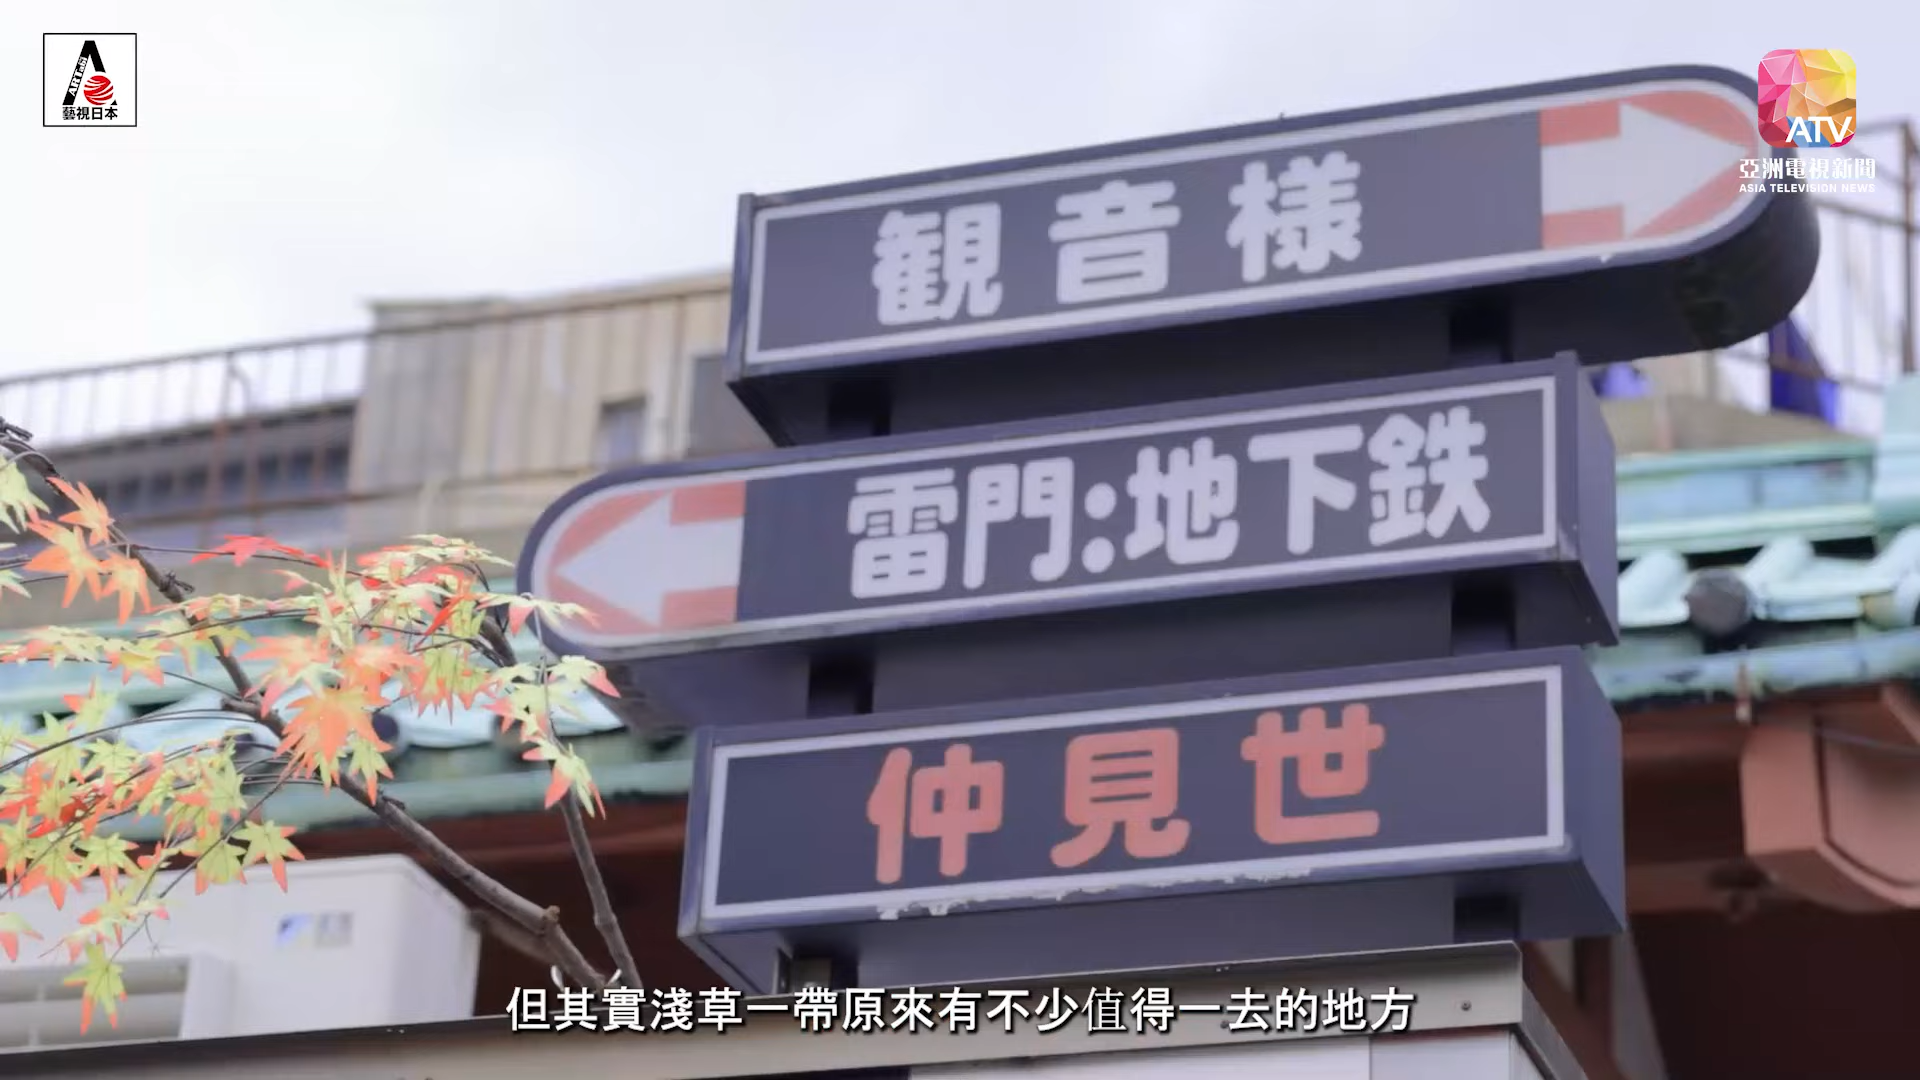 ARTabi
藝視日本
ATV
亞洲電視新聞
ASIA TELEVISION NEWS
観音様
雷門:地下鉄
仲見世
但其實淺草一帶原來有不少值得一去的地方